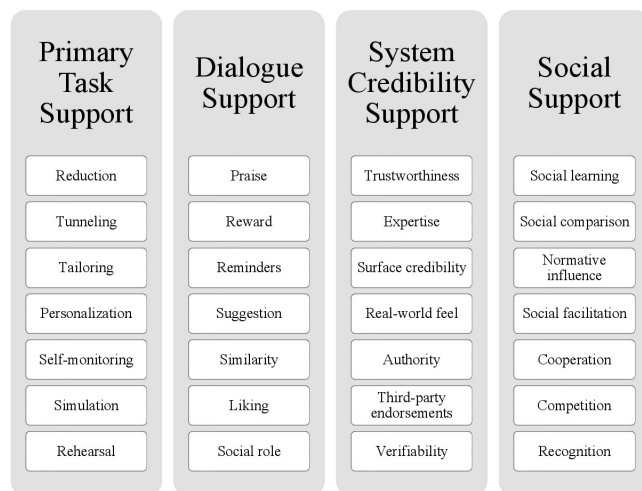 Primary
Task
Support
Reduction
Tunneling
Tailoring
Personalization
Self-monitoring
Simulation
Rehearsal
Dialogue
Support
Praise
Reward
Reminders
Suggestion
Similarity
Liking
Social role
System
Credibility
Support
Trustworthiness
Expertise
Surface credibility
Real-world feel
Authority
Third-party
endorsements
Verifiability
Social
Support
Social learning
Social comparison
Normative
influence
Social facilitation
Cooperation
Competition
Recognition